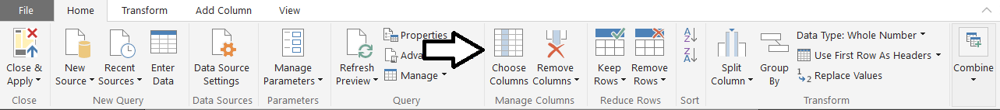 File Home Transform Add Column View
Close & Apply
New Source
Recent Sources
Enter Data
Data Source Settings
Manage Parameters
Refresh Preview
Properties
Manage
Choose Columns
Remove Columns
Keep Rows
Remove Rows
A Z
Z A
Split Column
Group By
Data Type: Whole Number
Use First Row As Headers
1 2 Replace Values
Combine
Close New Query Data Sources Parameters Query Manage Columns Reduce Rows Sort Transform